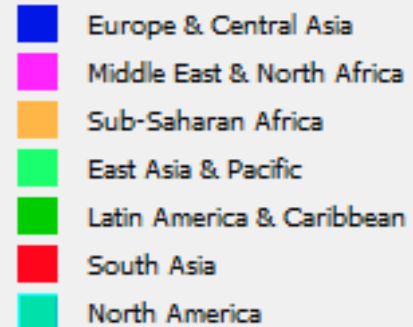 Europe & Central Asia
Middle East & North Africa
Sub-Saharan Africa
East Asia & Pacific
Latin America & Caribbean
South Asia
North America